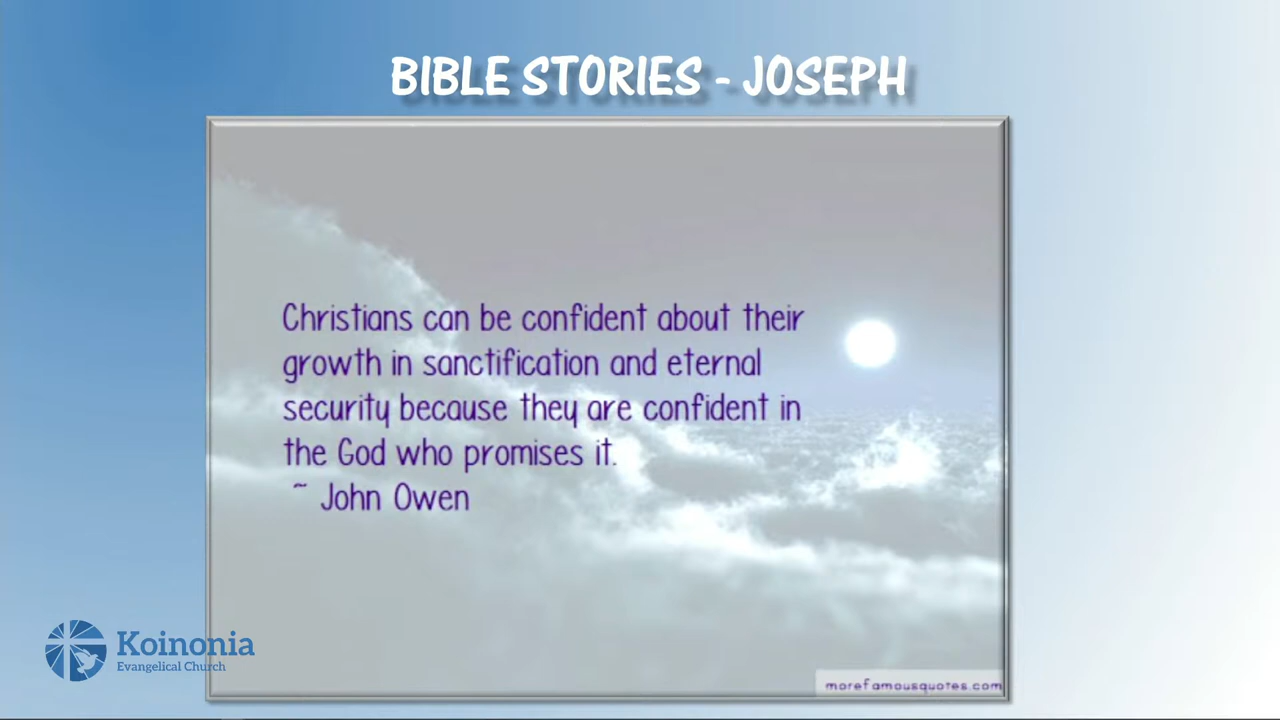 BIBLE STORIES - JOSEPH
Christians can be confident about their
growth in sanctification and eternal
security because they are confident in
the God who promises it.
~ John Owen
Koinonia
Evangelical Church
morefamousquotes.com